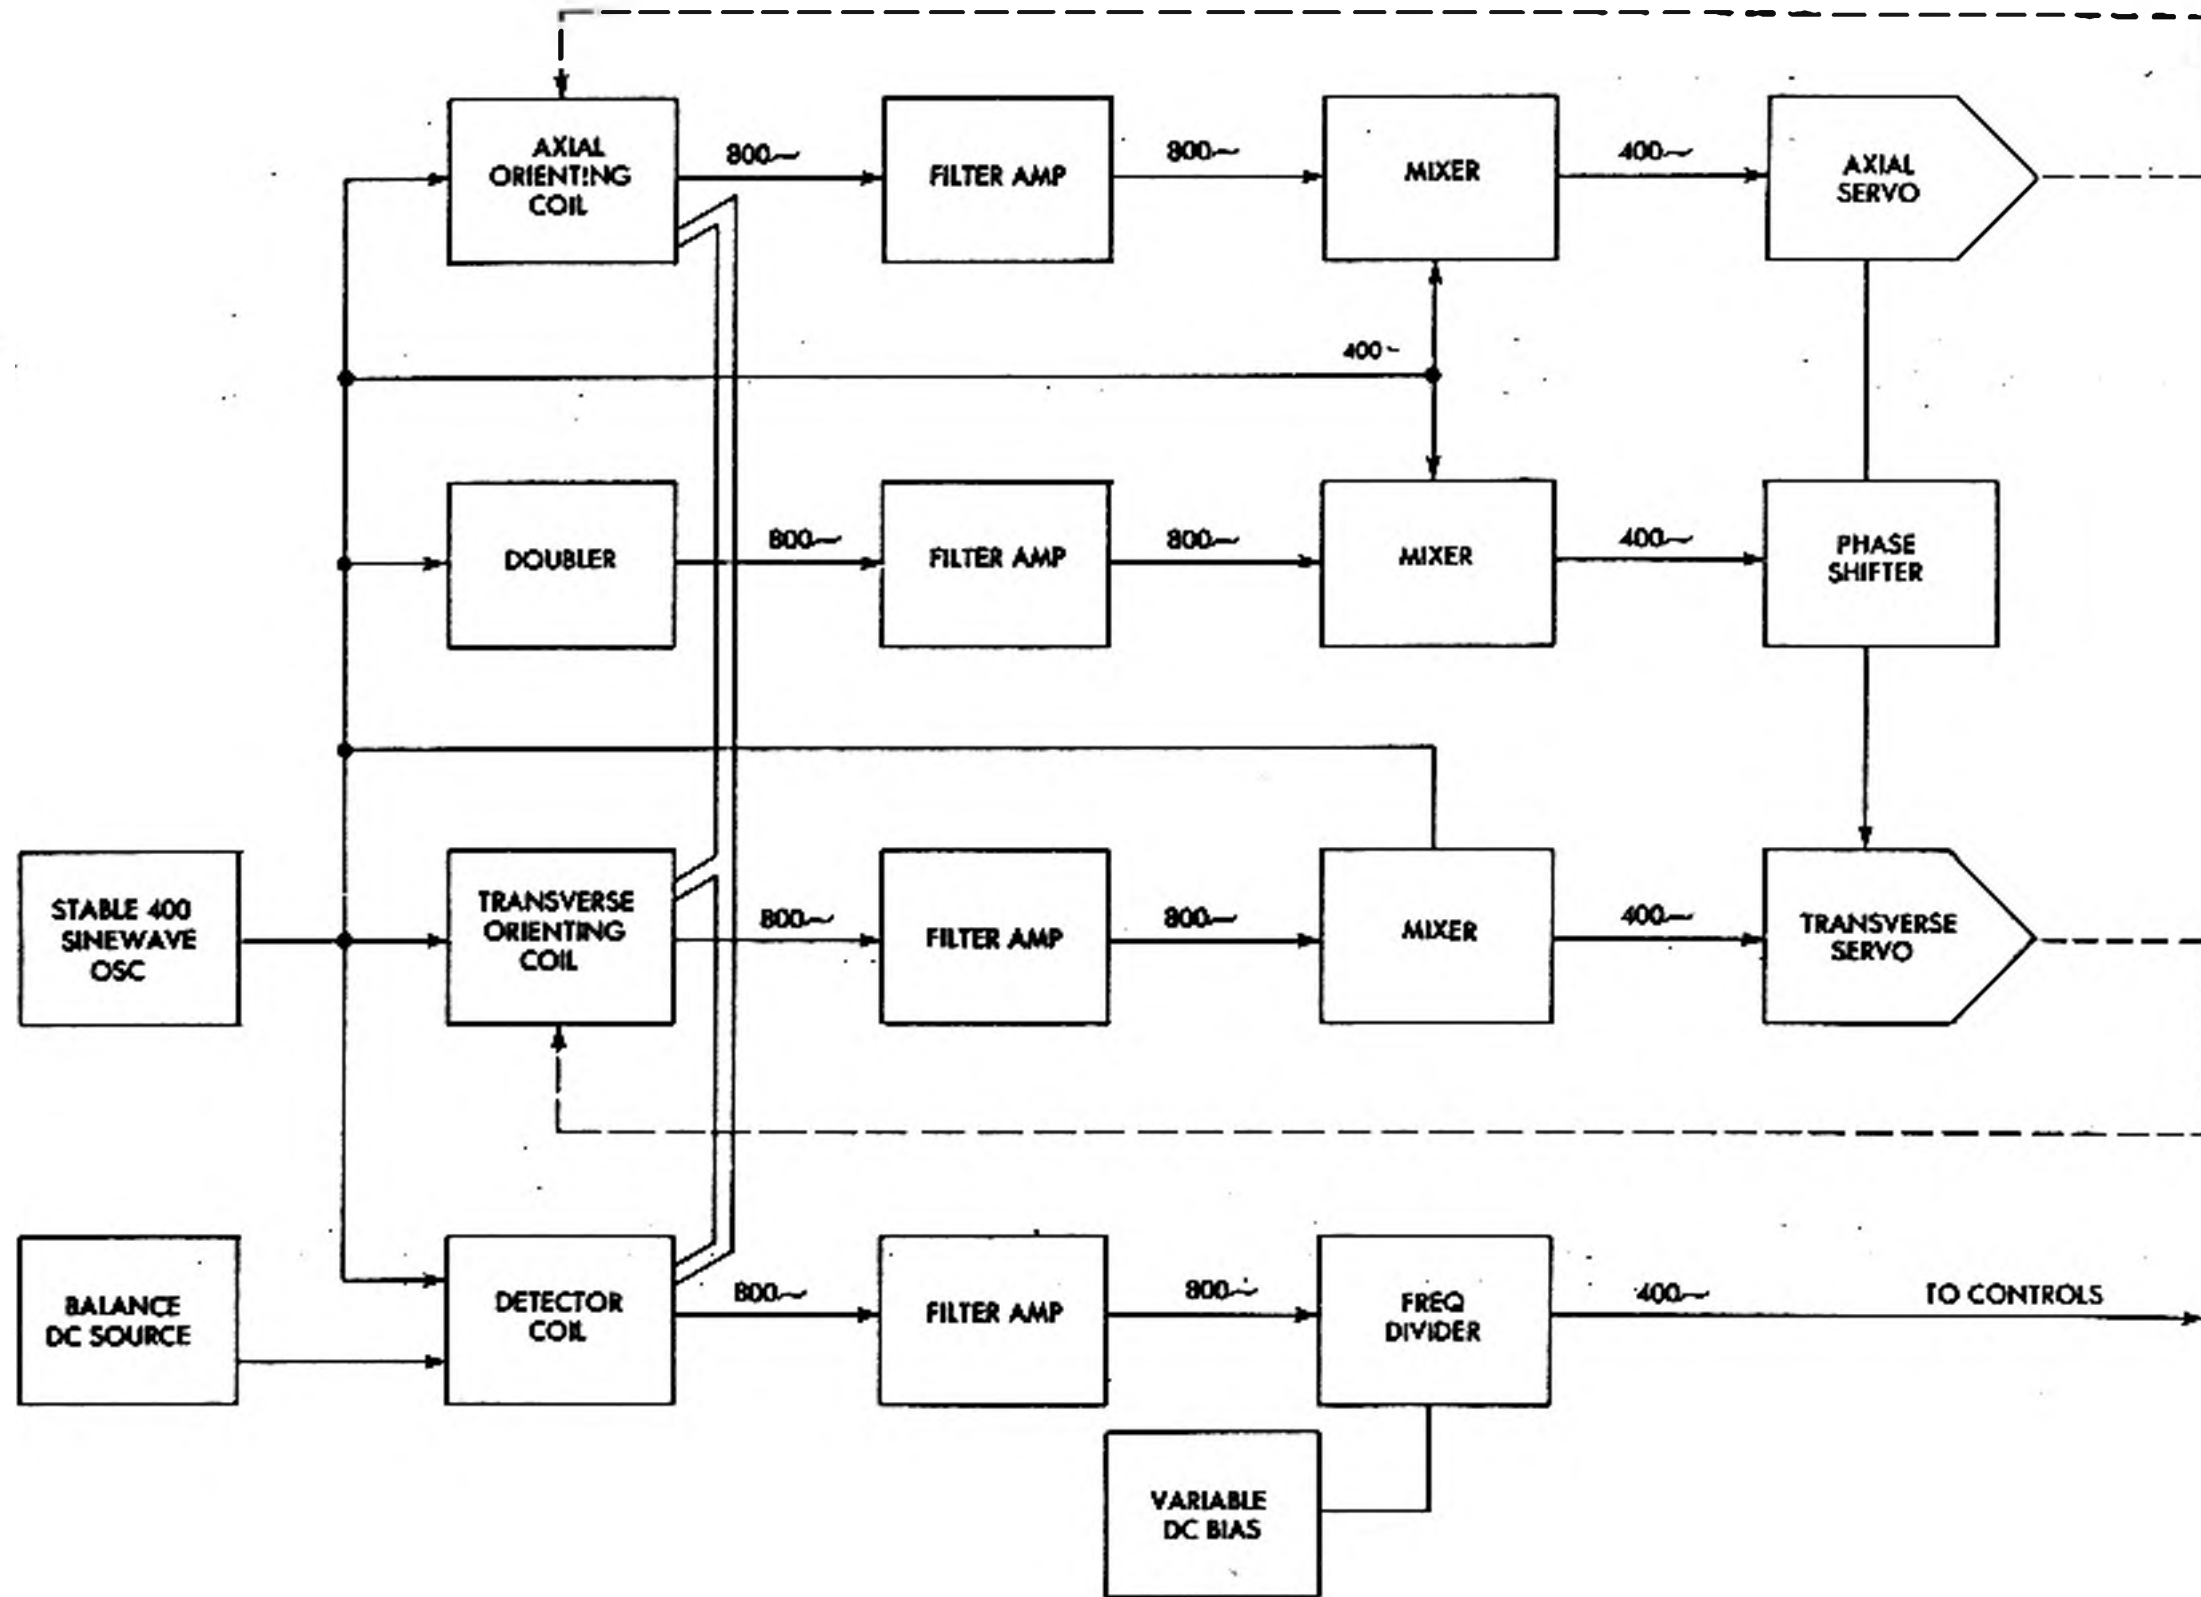 AXIAL
ORIENTING
COIL
800~
FILTER AMP
800~
MIXER
400~
AXIAL
SERVO
400~
DOUBLER
800~
FILTER AMP
800~
MIXER
400~
PHASE
SHIFTER
STABLE 400
SINEWAVE
OSC
TRANSVERSE
ORIENTING
COIL
800~
FILTER AMP
800~
MIXER
400~
TRANSVERSE
SERVO
BALANCE
DC SOURCE
DETECTOR
COIL
800~
FILTER AMP
800~
FREQ
DIVIDER
400~
TO CONTROLS
VARIABLE
DC BIAS